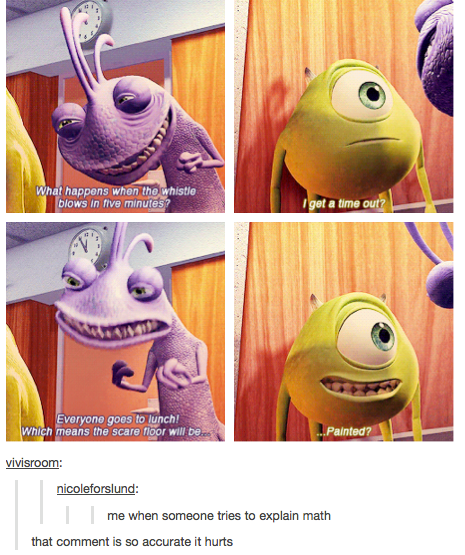 What happens when the whistle
blows in five minutes?
I get a time out?
Everyone goes to lunch!
Which means the scare floor will be...
...Painted?
vivisroom:
nicoleforslund:
me when someone tries to explain math
that comment is so accurate it hurts